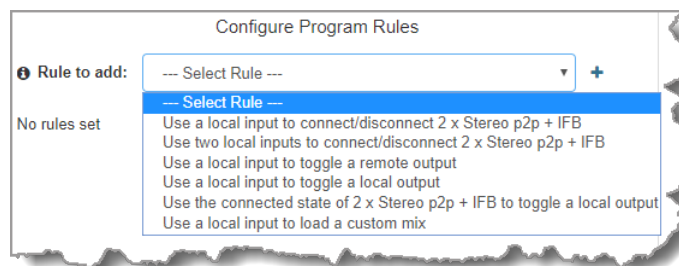 Configure Program Rules
Rule to add:
--- Select Rule ---
--- Select Rule ---
No rules set
Use a local input to connect/disconnect 2 x Stereo p2p + IFB
Use two local inputs to connect/disconnect 2 x Stereo p2p + IFB
Use a local input to toggle a remote output
Use a local input to toggle a local output
Use the connected state of 2 x Stereo p2p + IFB to toggle a local output
Use a local input to load a custom mix